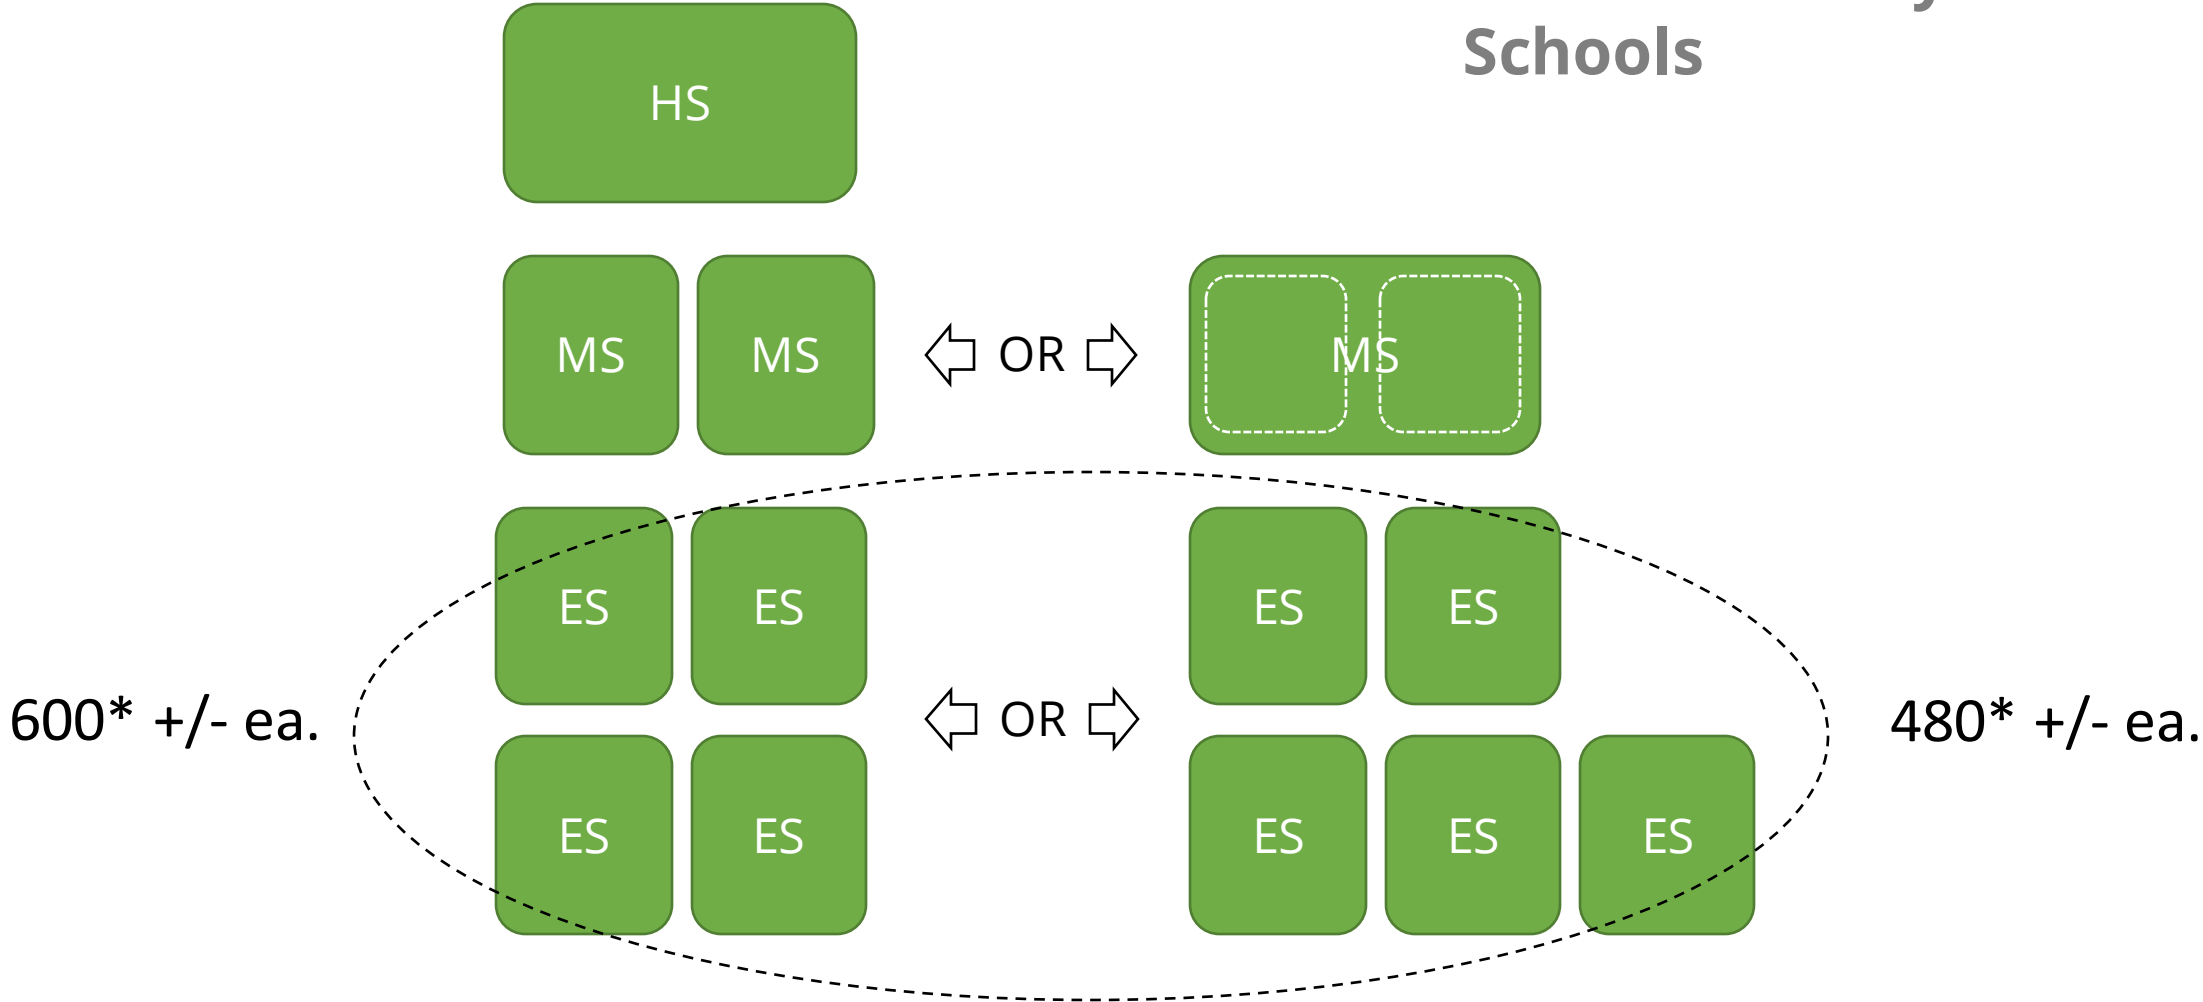 Schools
HS
MS MS OR MS
ES ES ES ES
600* +/- ea. OR 480* +/- ea.
ES ES ES ES ES